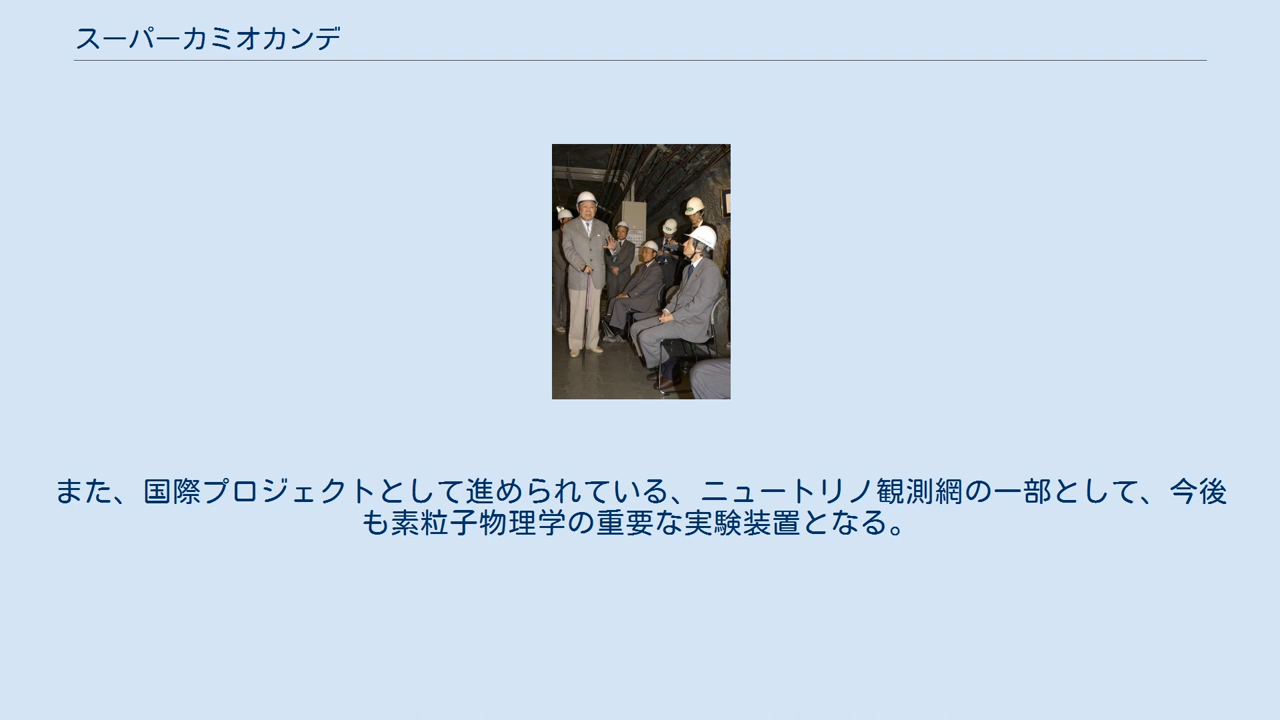 スーパーカミオカンデ
また、国際プロジェクトとして進められている、ニュートリノ観測網の一部として、今後
も素粒子物理学の重要な実験装置となる。